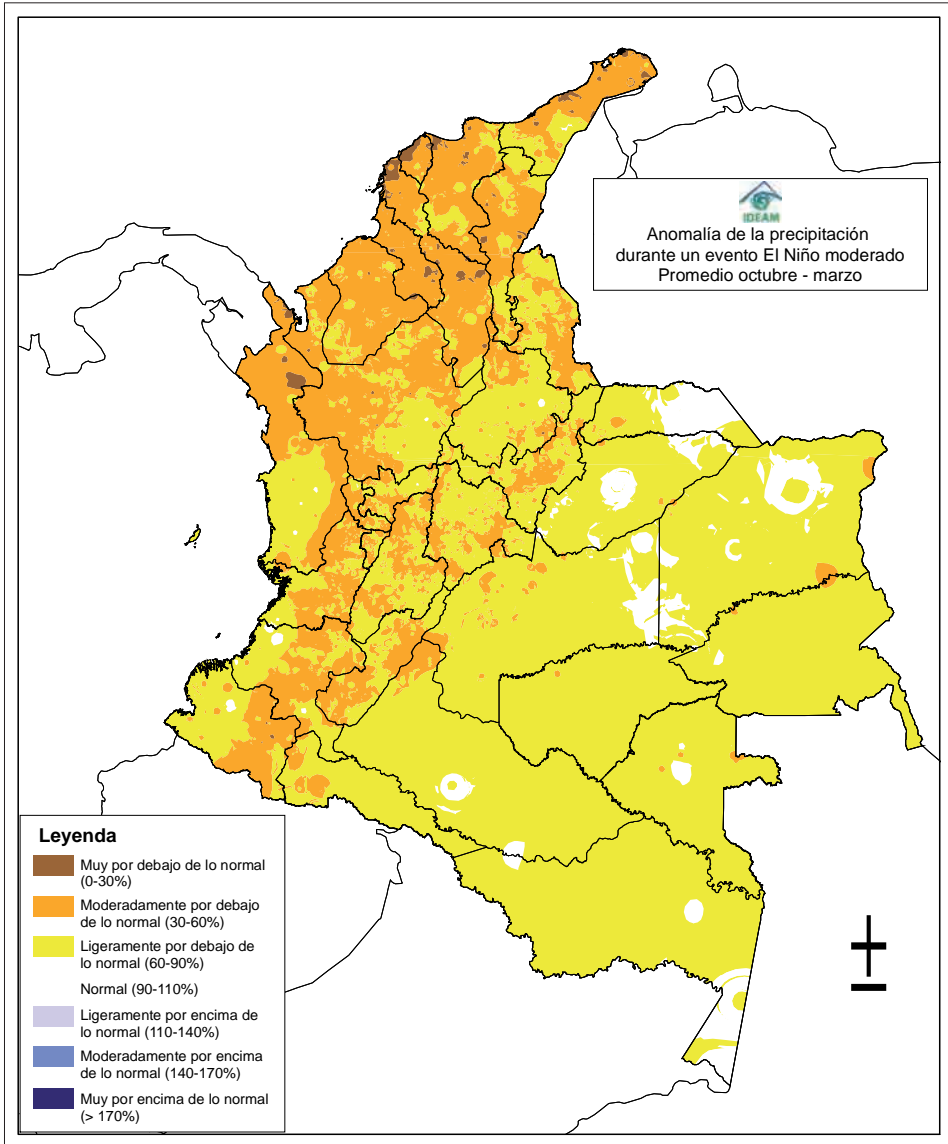 IDEAM
Anomalía de la precipitación
durante un evento El Niño moderado
Promedio octubre - marzo
Leyenda
Muy por debajo de lo normal
(0-30%)
Moderadamente por debajo
de lo normal (30-60%)
Ligeramente por debajo de
lo normal (60-90%)
Normal (90-110%)
Ligeramente por encima de
lo normal (110-140%)
Moderadamente por encima
de lo normal (140-170%)
Muy por encima de lo normal
(> 170%)